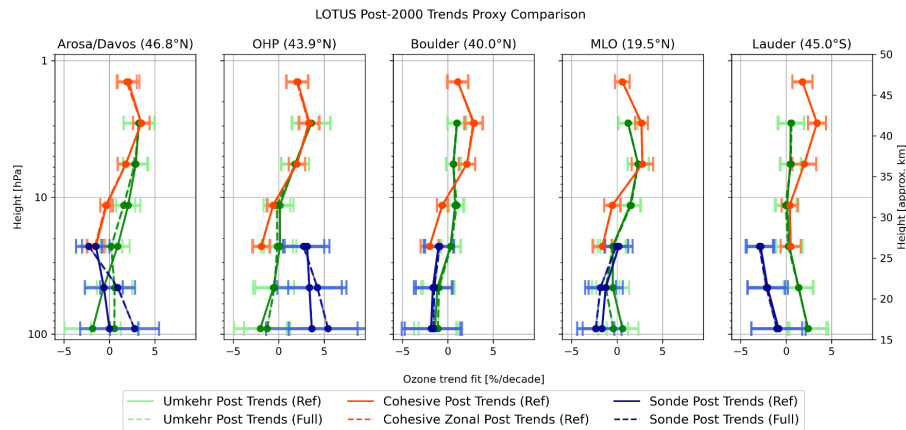 LOTUS Post-2000 Trends Proxy Comparison
Arosa/Davos (46.8°N) OHP (43.9°N) Boulder (40.0°N) MLO (19.5°N) Lauder (45.0°S)
Height [hPa]
1
10
100
50
45
40
35
30
25
20
15
Height [approx. km]
−5 0 5 −5 0 5 −5 0 5 −5 0 5 −5 0 5
Ozone trend fit [%/decade]
Umkehr Post Trends (Ref) Cohesive Post Trends (Ref) Sonde Post Trends (Ref)
Umkehr Post Trends (Full) Cohesive Zonal Post Trends (Ref) Sonde Post Trends (Full)